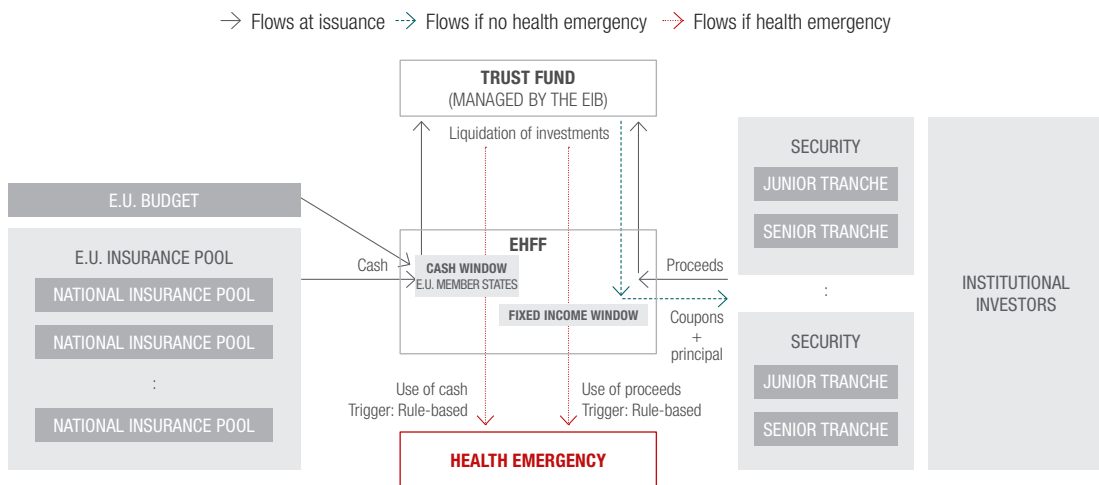 Flows at issuance
Flows if no health emergency
Flows if health emergency
TRUST FUND
(MANAGED BY THE EIB)
Liquidation of investments
E.U. BUDGET
E.U. INSURANCE POOL
NATIONAL INSURANCE POOL
NATIONAL INSURANCE POOL
:
NATIONAL INSURANCE POOL
Cash
EHFF
CASH WINDOW
E.U. MEMBER STATES
FIXED INCOME WINDOW
Proceeds
Coupons
+
principal
Use of cash
Trigger: Rule-based
Use of proceeds
Trigger: Rule-based
HEALTH EMERGENCY
SECURITY
JUNIOR TRANCHE
SENIOR TRANCHE
:
SECURITY
JUNIOR TRANCHE
SENIOR TRANCHE
INSTITUTIONAL
INVESTORS